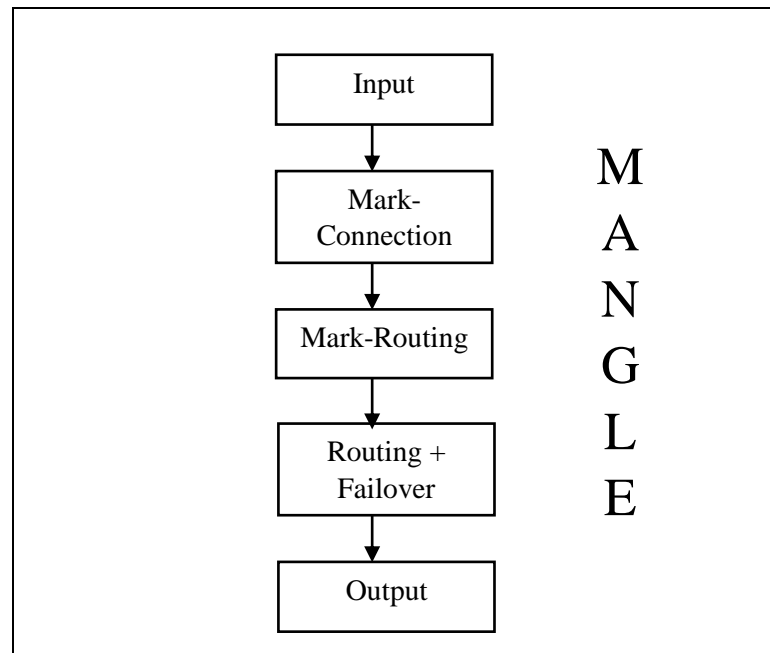 Input
Mark-
Connection
Mark-Routing
Routing +
Failover
Output
M
A
N
G
L
E